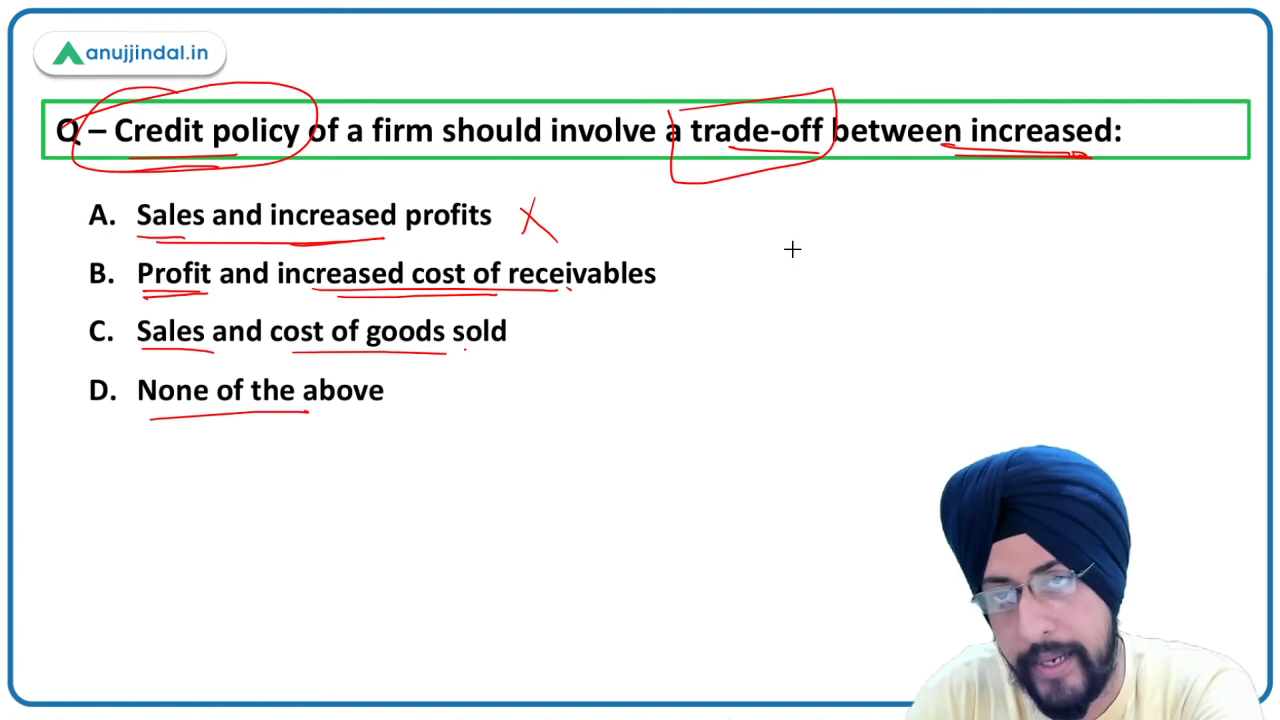 anujjindal.in
Q – Credit policy of a firm should involve a trade-off between increased:
A. Sales and increased profits
B. Profit and increased cost of receivables
C. Sales and cost of goods sold
D. None of the above